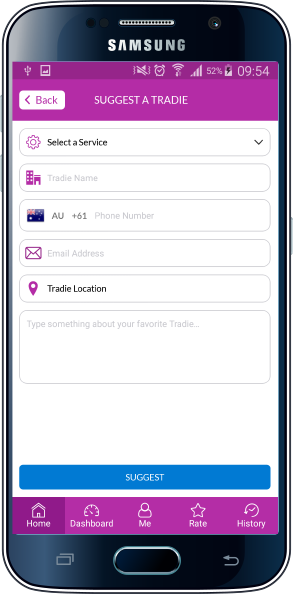 SAMSUNG
52% 09:54
Back SUGGEST A TRADIE
Select a Service
Tradie Name
AU +61 Phone Number
Email Address
Tradie Location
Type something about your favorite Tradie...
SUGGEST
Home Dashboard Me Rate History